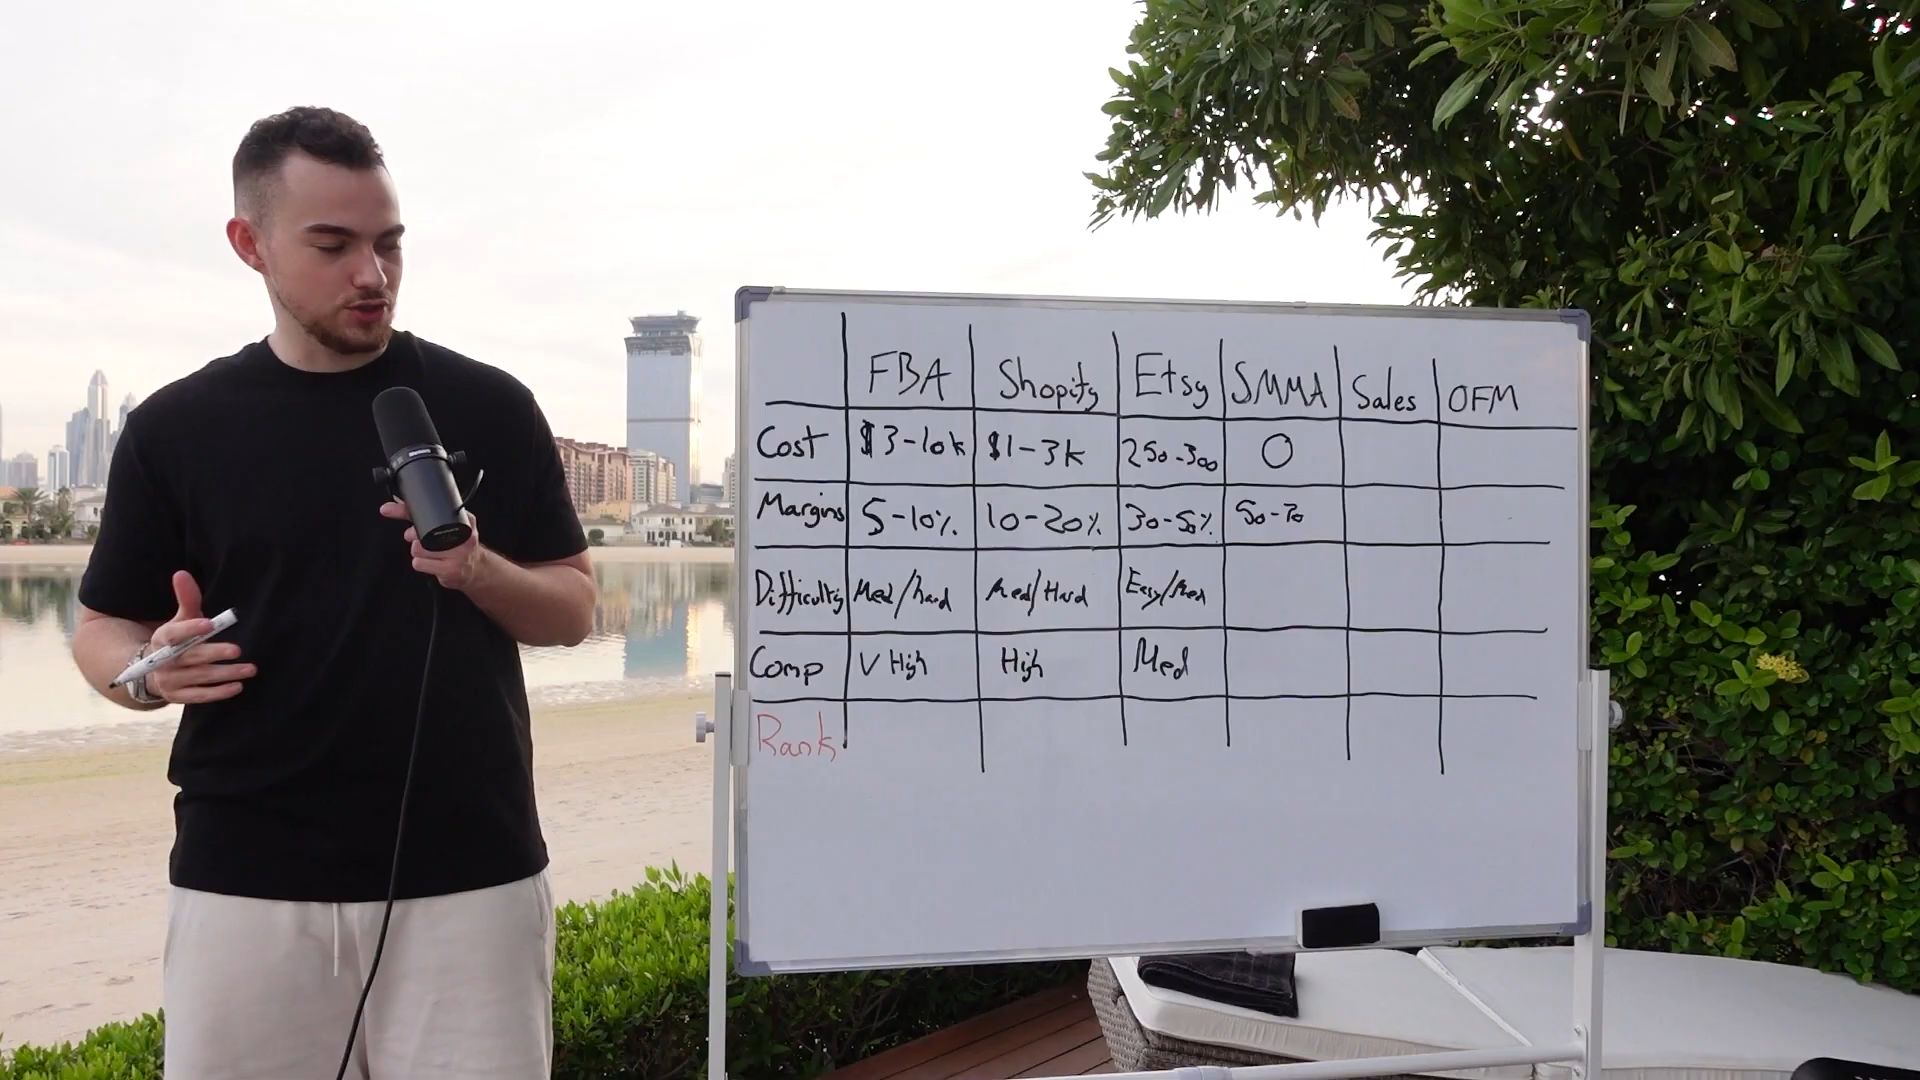 FBA Shopify Etsy SMMA Sales OFM
Cost $3-10k $1-3k 250-300 0
Margins 5-10% 10-20% 30-50% 50-70
Difficulty Med/hard Med/Hard Easy/Med
Comp V High High Med
Rank